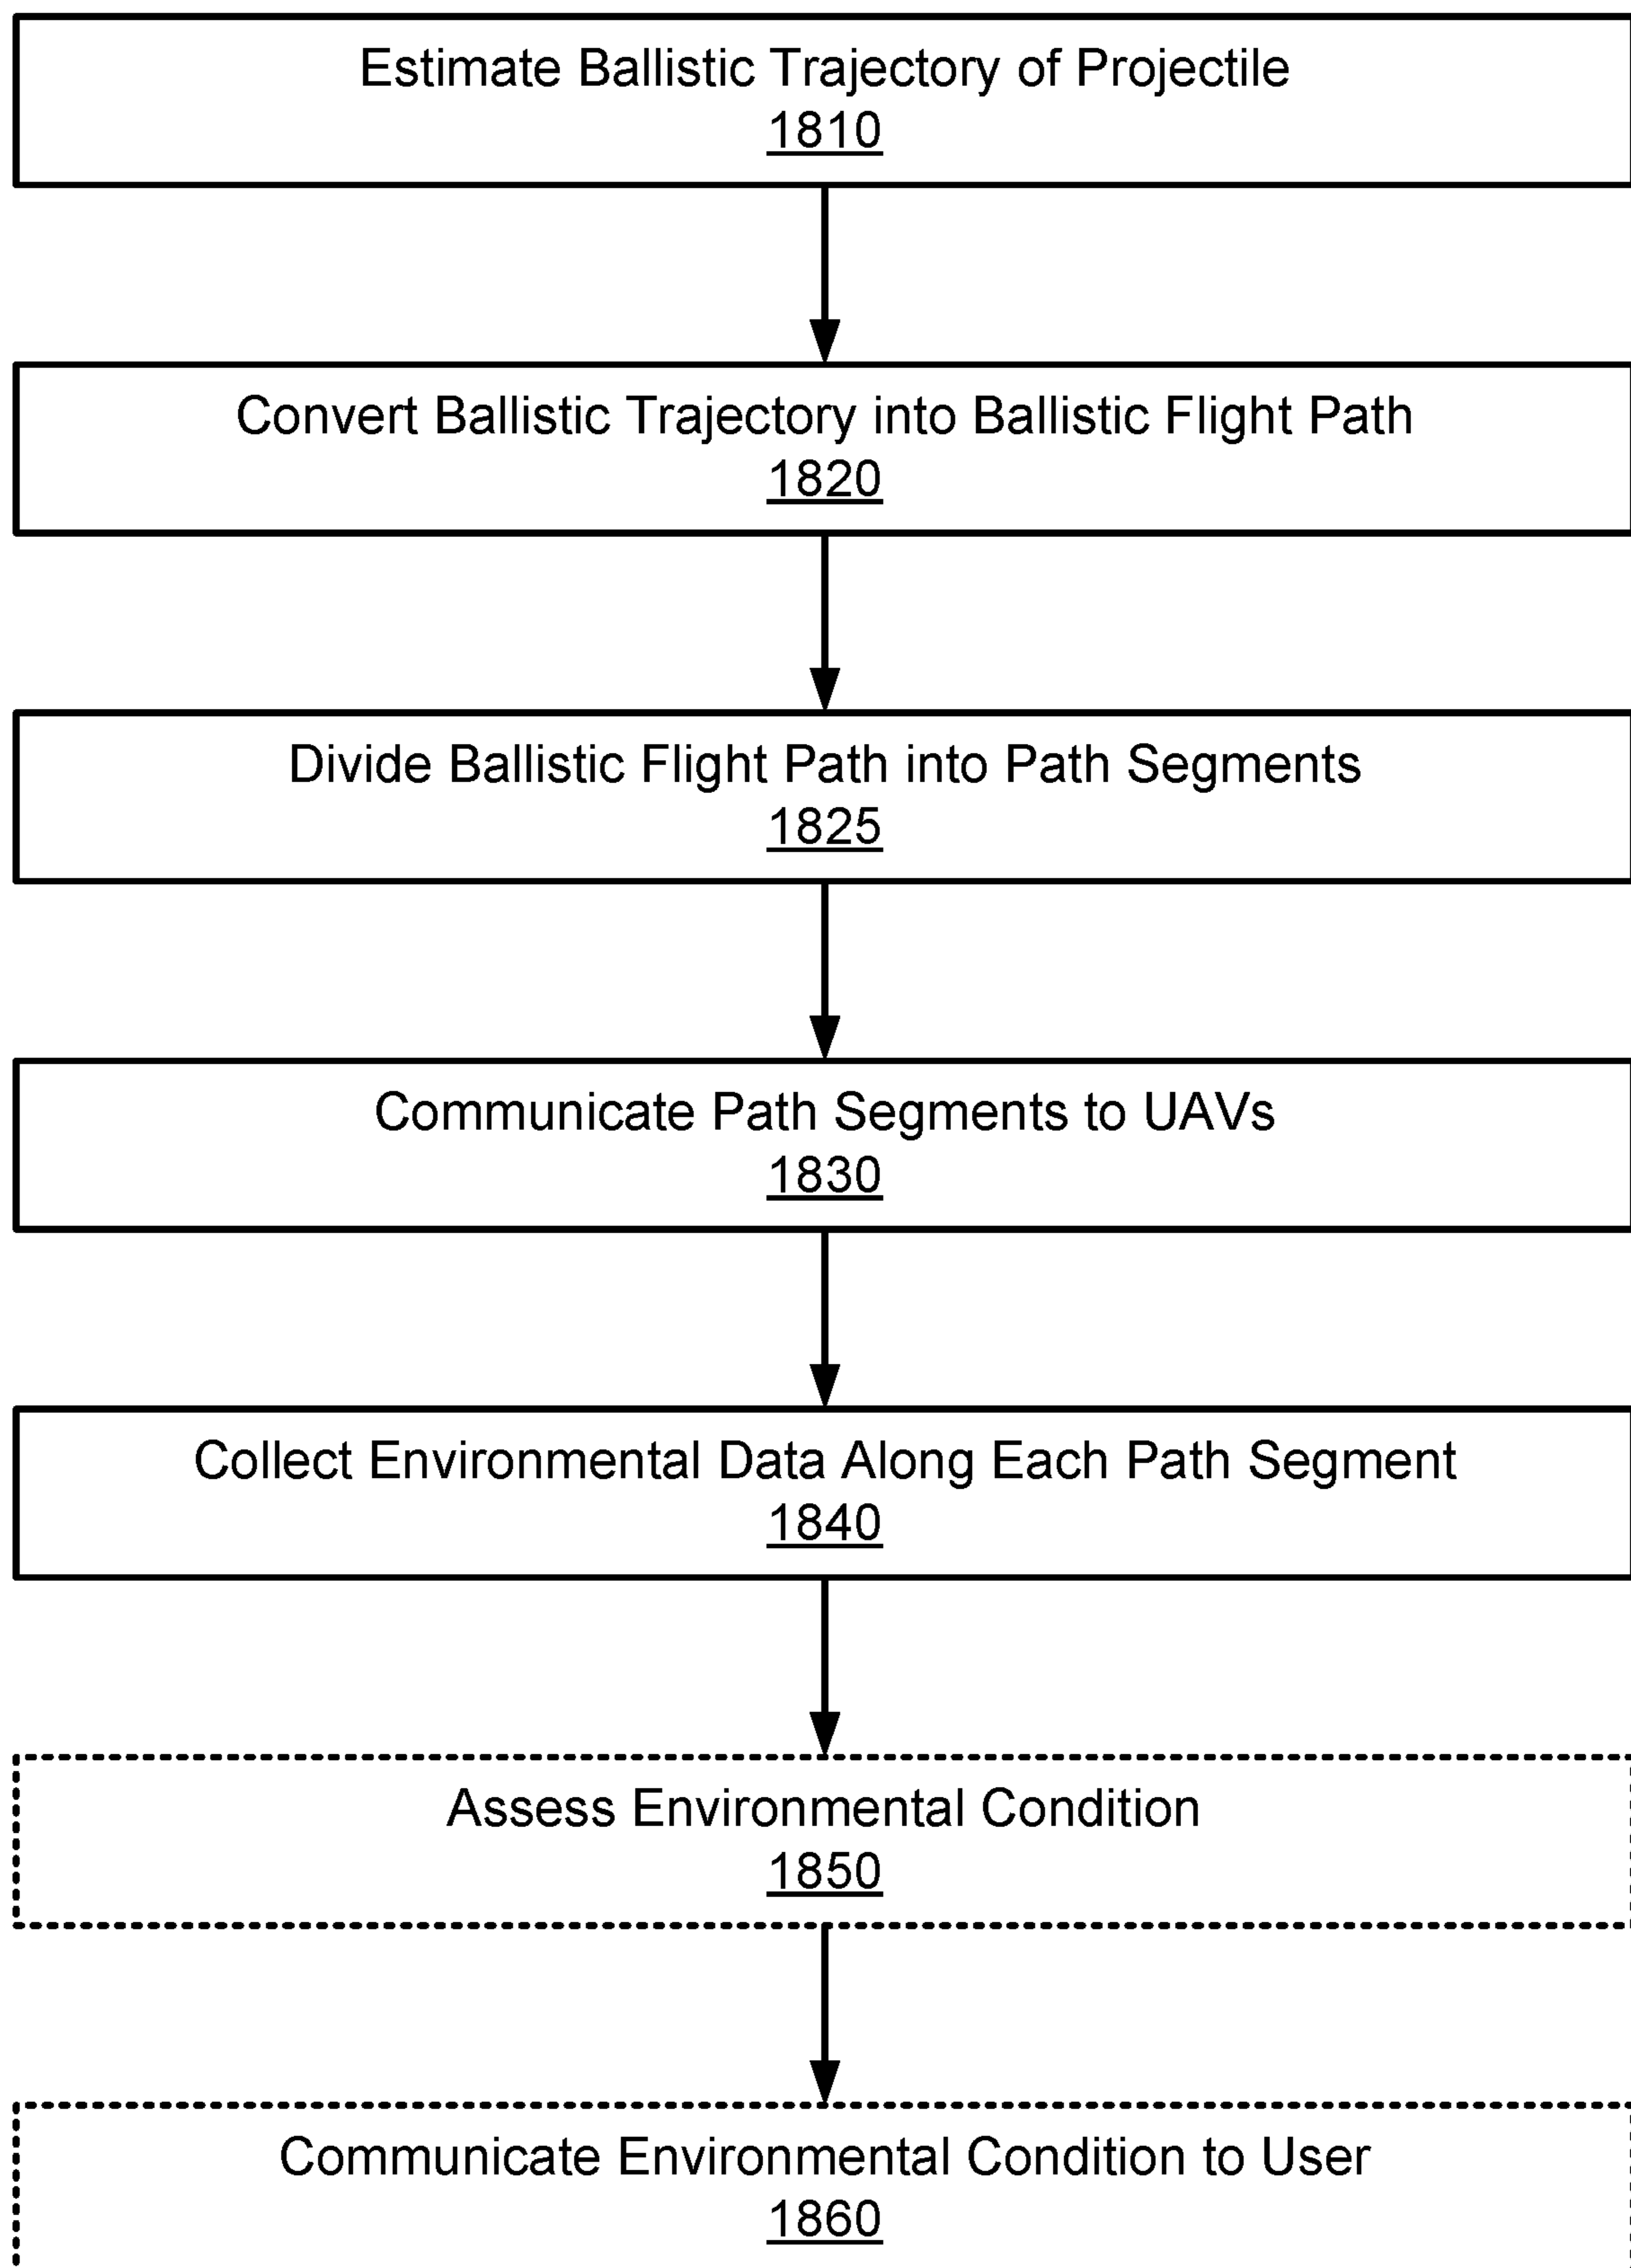 Estimate Ballistic Trajectory of Projectile
1810
Convert Ballistic Trajectory into Ballistic Flight Path
1820
Divide Ballistic Flight Path into Path Segments
1825
Communicate Path Segments to UAVs
1830
Collect Environmental Data Along Each Path Segment
1840
Assess Environmental Condition
1850
Communicate Environmental Condition to User
1860